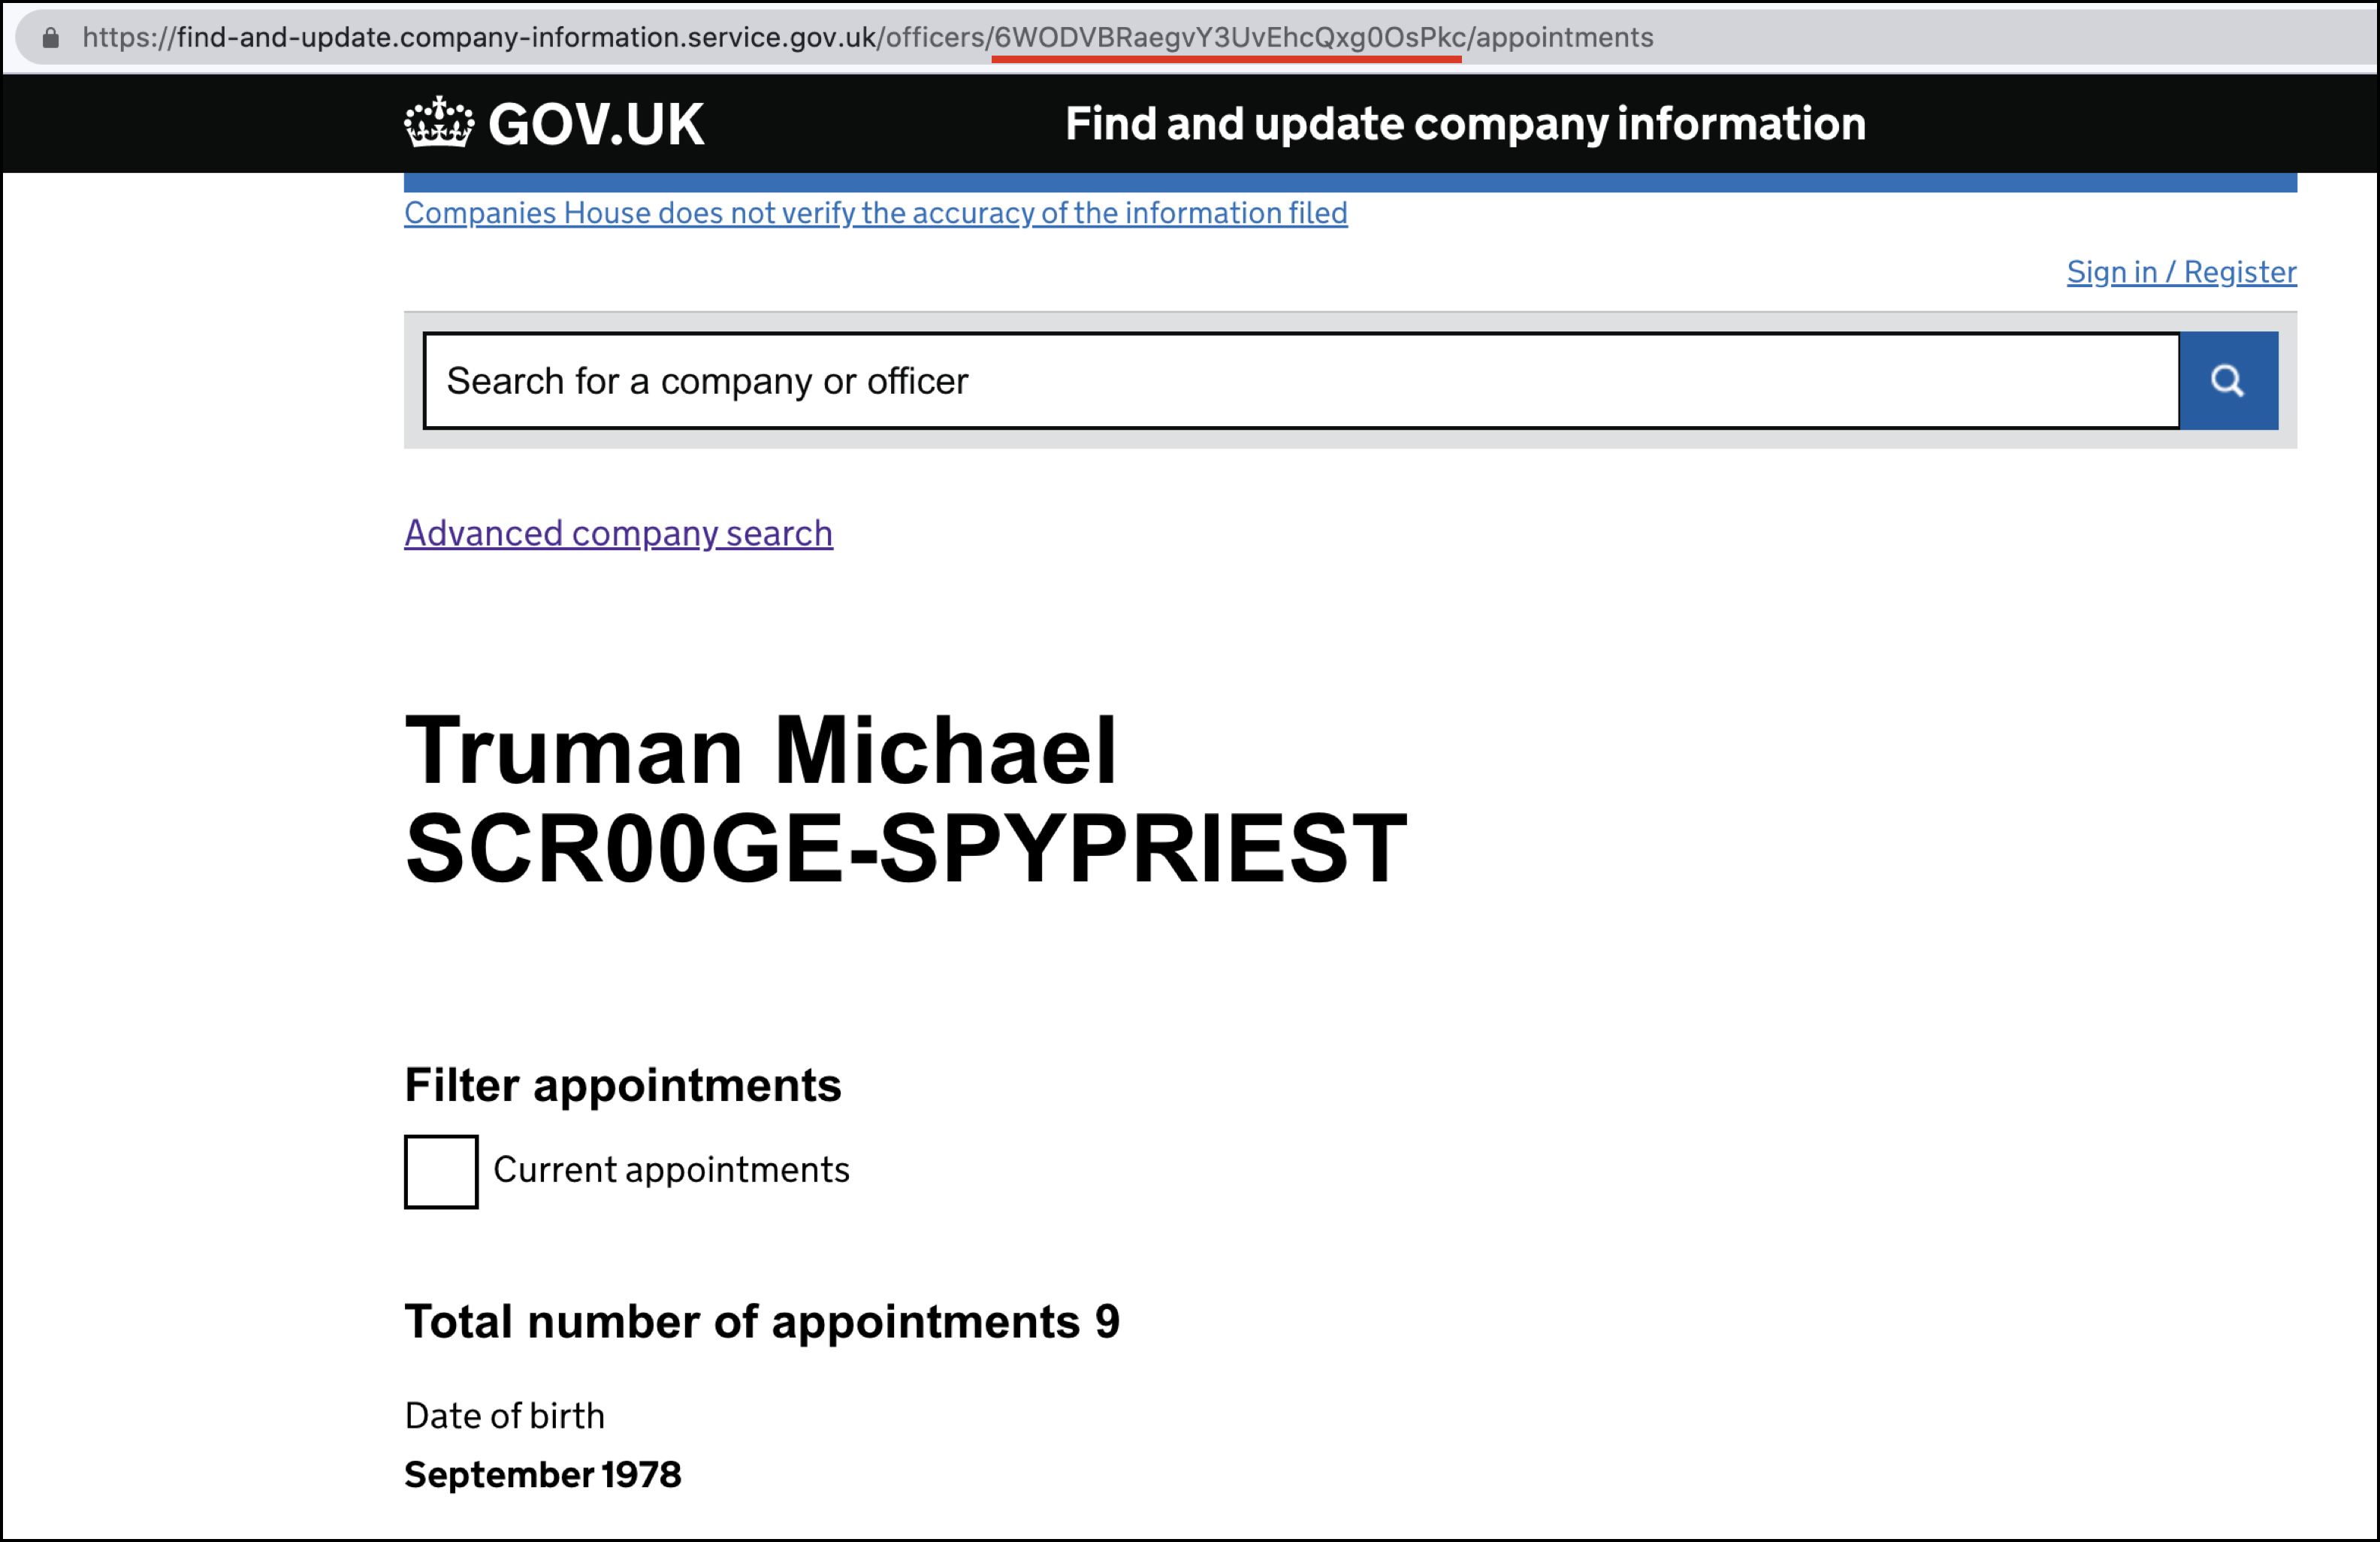 https://find-and-update.company-information.service.gov.uk/officers/6WODVBRaegvY3UvEhcQxg0OsPkc/appointments
GOV.UK
Find and update company information
Companies House does not verify the accuracy of the information filed
Sign in / Register
Search for a company or officer
Advanced company search
Truman Michael
SCR00GE-SPYPRIEST
Filter appointments
Current appointments
Total number of appointments 9
Date of birth
September 1978